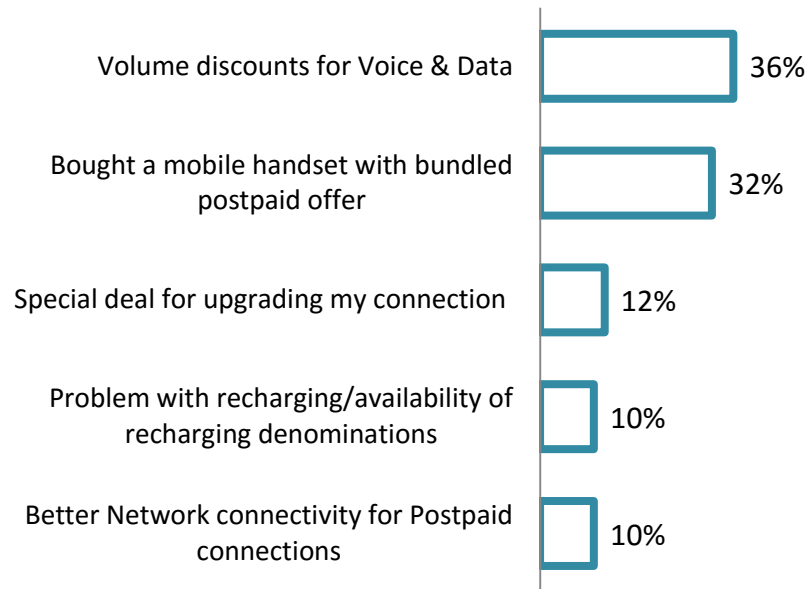 Volume discounts for Voice & Data
36%
Bought a mobile handset with bundled
postpaid offer
32%
Special deal for upgrading my connection
12%
Problem with recharging/availability of
recharging denominations
10%
Better Network connectivity for Postpaid
connections
10%